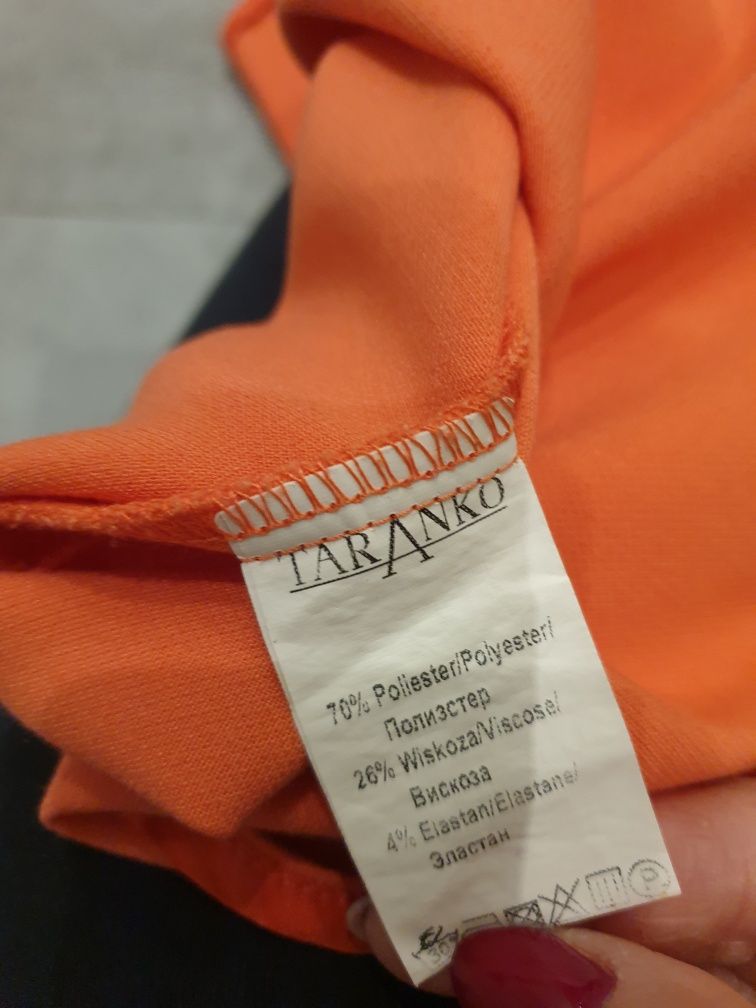 TARANKO
70% Poliester/Polyester/
Полиэстер
26% Wiskoza/Viscose/
Вискоза
4% Elastan/Elastane/
Эластан
P